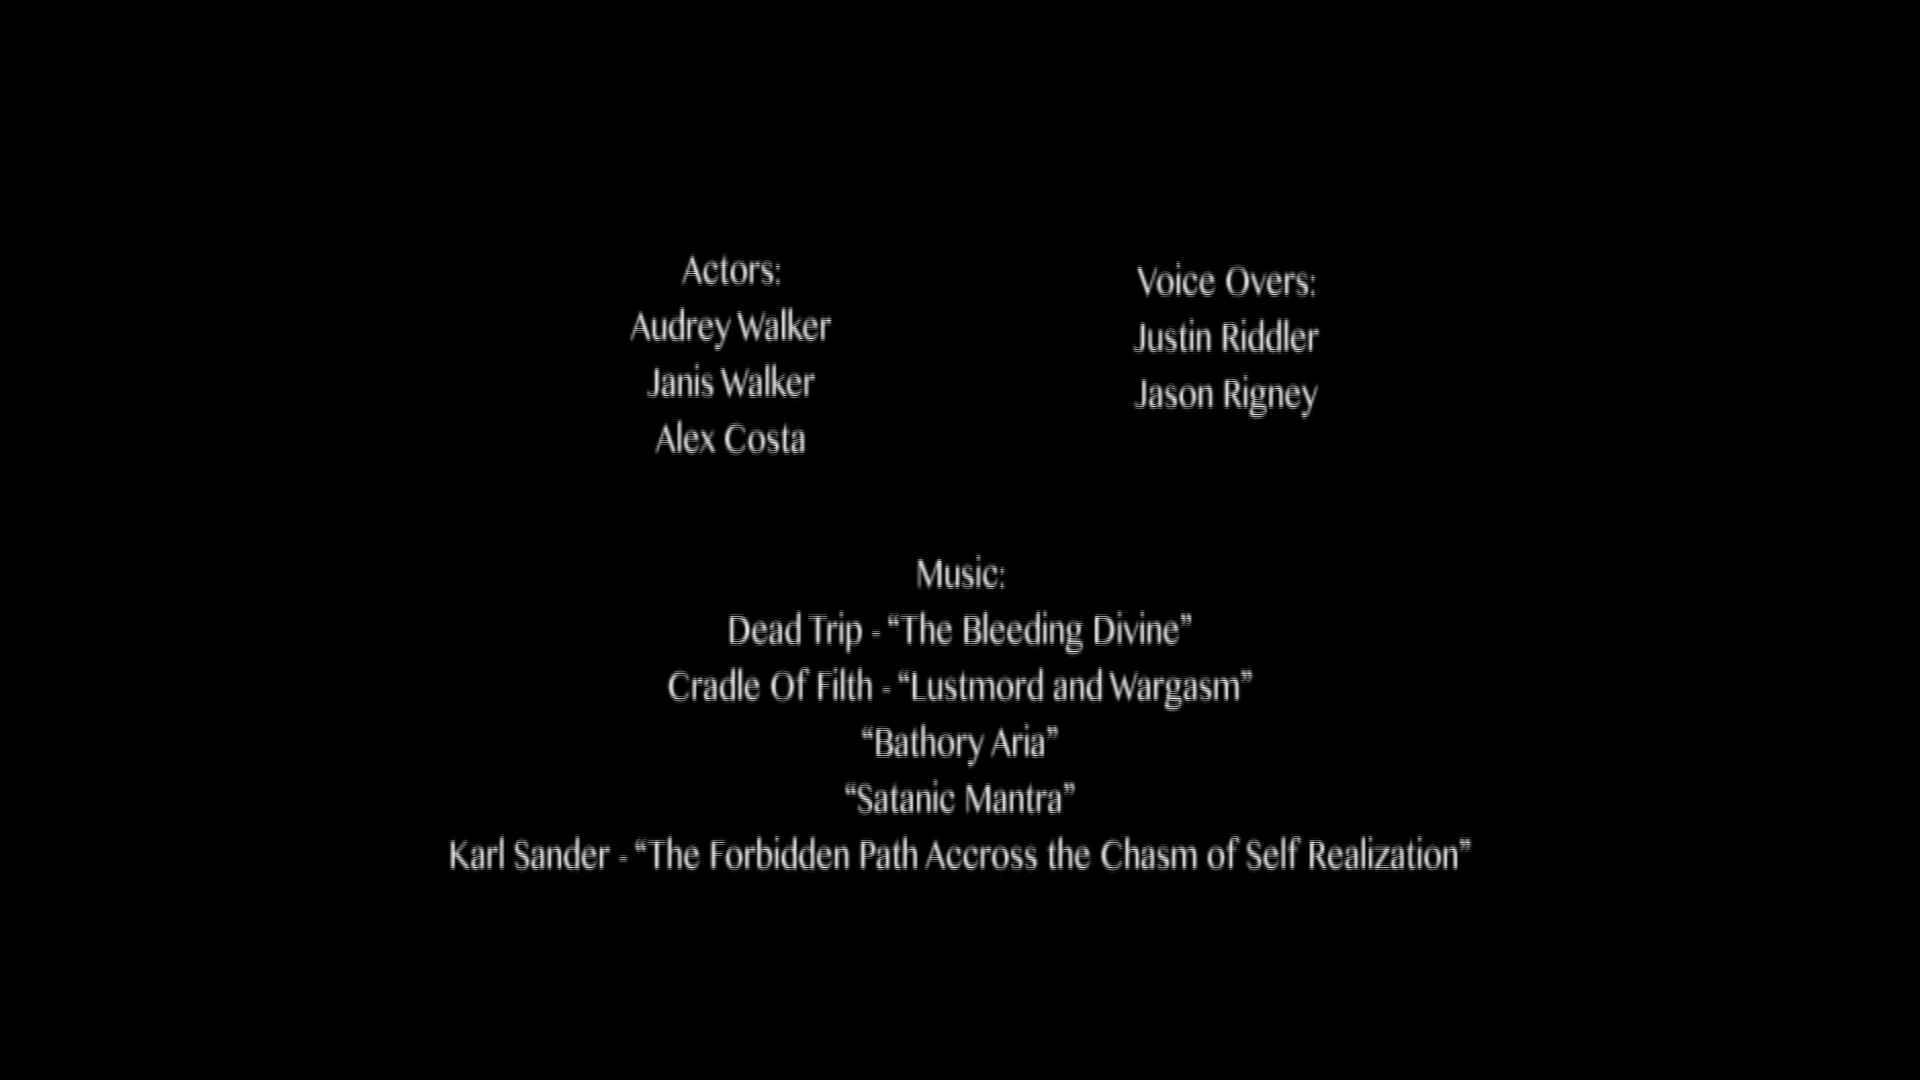 Actors:
Audrey Walker
Janis Walker
Alex Costa
Voice Overs:
Justin Riddler
Jason Rigney
Music:
Dead Trip - “The Bleeding Divine”
Cradle Of Filth - “Lustmord and Wargasm”
“Bathory Aria”
“Satanic Mantra”
Karl Sander - “The Forbidden Path Accross the Chasm of Self Realization”